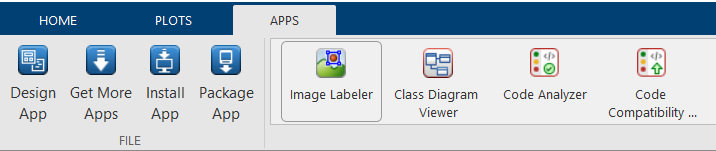 HOME PLOTS APPS
Design Get More Install Package Image Labeler Class Diagram Code Analyzer Code
App Apps App App Viewer Compatibility ...
FILE